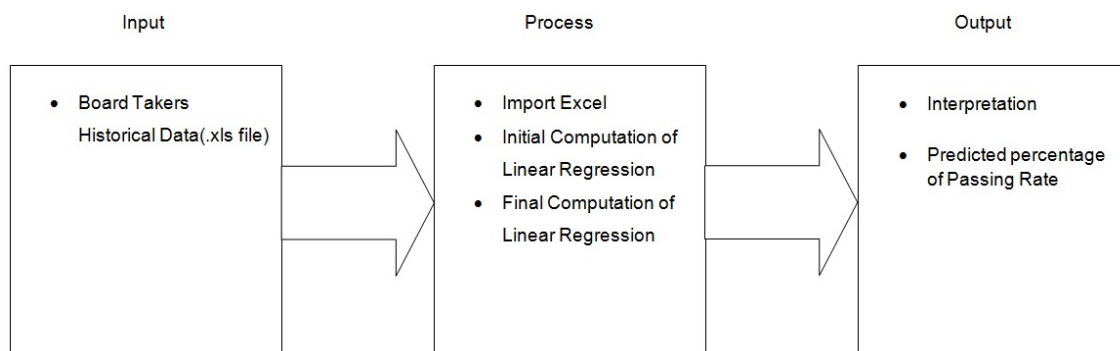 Input
Process
Output
• Board Takers
Historical Data(.xls file)
• Import Excel
• Initial Computation of
Linear Regression
• Final Computation of
Linear Regression
• Interpretation
• Predicted percentage
of Passing Rate